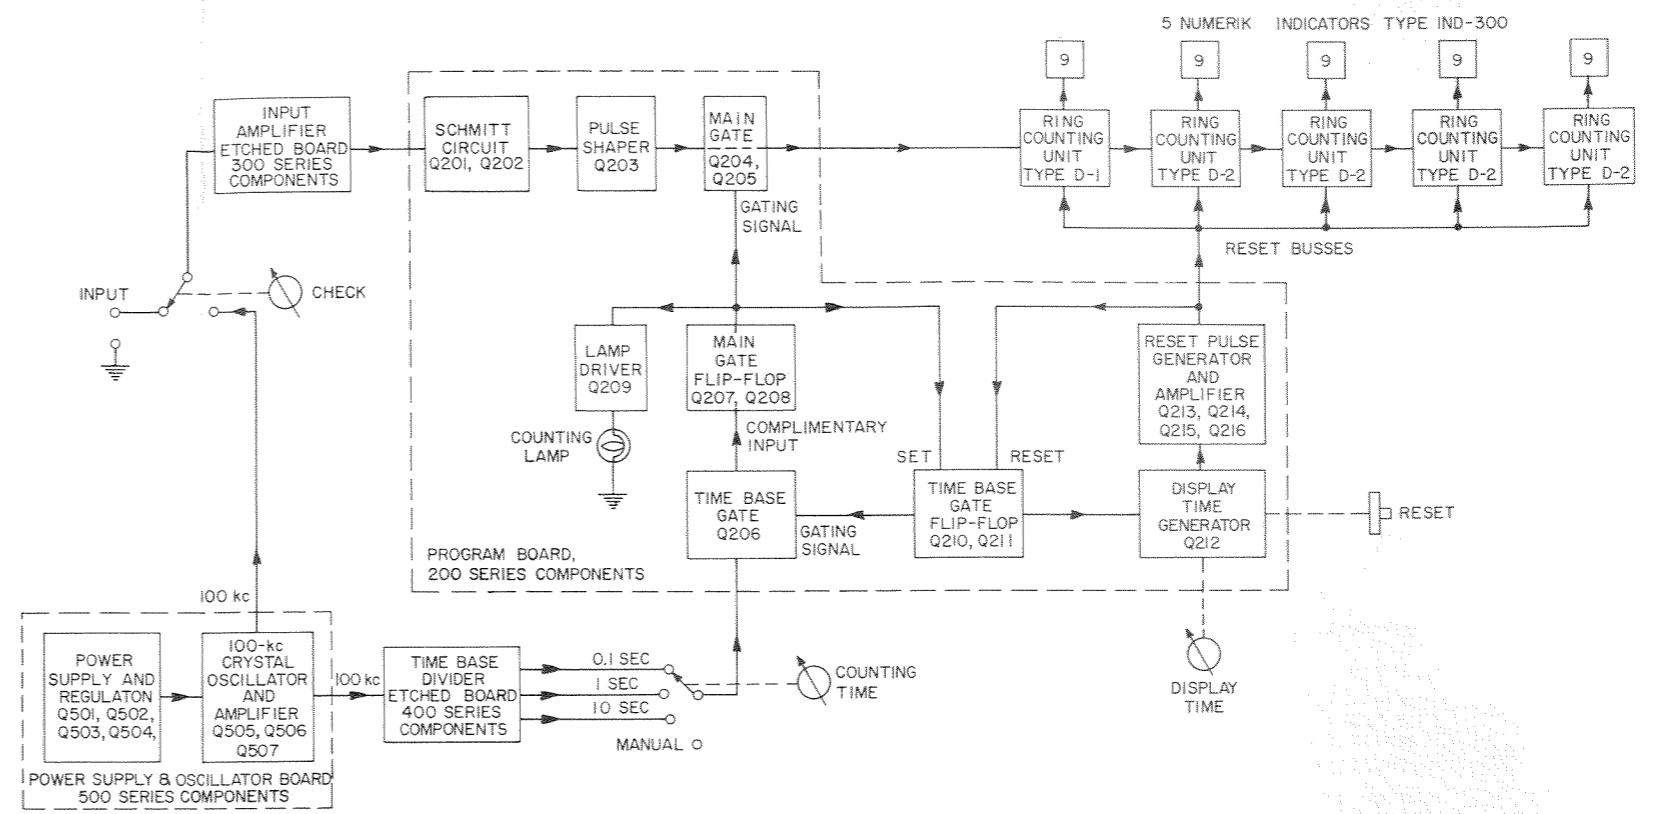 5 NUMERIK INDICATORS TYPE IND-300
9
9
9
9
9
INPUT
AMPLIFIER
ETCHED BOARD
300 SERIES
COMPONENTS
SCHMITT
CIRCUIT
Q201, Q202
PULSE
SHAPER
Q203
MAIN
GATE
Q204,
Q205
RING
COUNTING
UNIT
TYPE D-1
RING
COUNTING
UNIT
TYPE D-2
RING
COUNTING
UNIT
TYPE D-2
RING
COUNTING
UNIT
TYPE D-2
RING
COUNTING
UNIT
TYPE D-2
GATING
SIGNAL
RESET BUSSES
INPUT
CHECK
LAMP
DRIVER
Q209
MAIN
GATE
FLIP-FLOP
Q207, Q208
RESET PULSE
GENERATOR
AND
AMPLIFIER
Q213, Q214,
Q215, Q216
COUNTING
LAMP
COMPLIMENTARY
INPUT
SET
RESET
TIME BASE
GATE
Q206
GATING
SIGNAL
TIME BASE
GATE
FLIP-FLOP
Q210, Q211
DISPLAY
TIME
GENERATOR
Q212
RESET
PROGRAM BOARD,
200 SERIES COMPONENTS
100 kc
POWER
SUPPLY AND
REGULATON
Q501, Q502,
Q503, Q504,
100-kc
CRYSTAL
OSCILLATOR
AND
AMPLIFIER
Q505, Q506
Q507
100 kc
TIME BASE
DIVIDER
ETCHED BOARD
400 SERIES
COMPONENTS
0.1 SEC
1 SEC
10 SEC
MANUAL
COUNTING
TIME
DISPLAY
TIME
POWER SUPPLY & OSCILLATOR BOARD
500 SERIES COMPONENTS